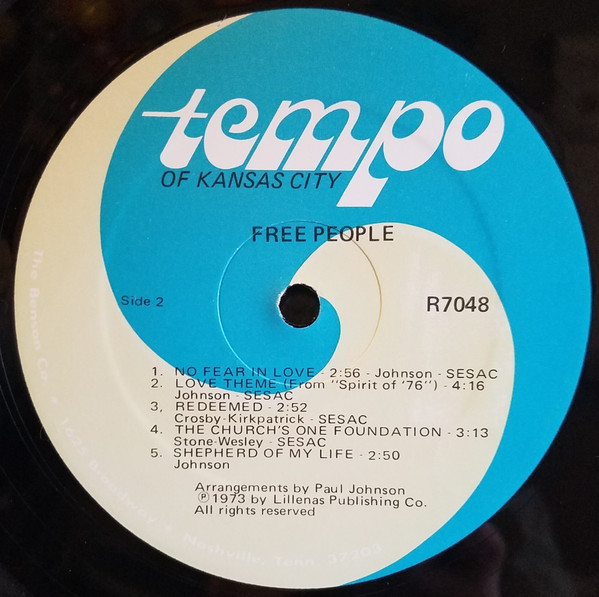 tempo
OF KANSAS CITY
FREE PEOPLE
Side 2
R7048
1. NO FEAR IN LOVE - 2:56 - Johnson - SESAC
2. LOVE THEME (From "Spirit of '76") - 4:16
Johnson - SESAC
3, REDEEMED - 2:52
Crosby-Kirkpatrick - SESAC
4. THE CHURCH'S ONE FOUNDATION - 3:13
Stone-Wesley - SESAC
5. SHEPHERD OF MY LIFE - 2:50
Johnson
Arrangements by Paul Johnson
Ⓟ1973 by Lillenas Publishing Co.
All rights reserved
The Benson Co. Nashville, Tenn. 37203